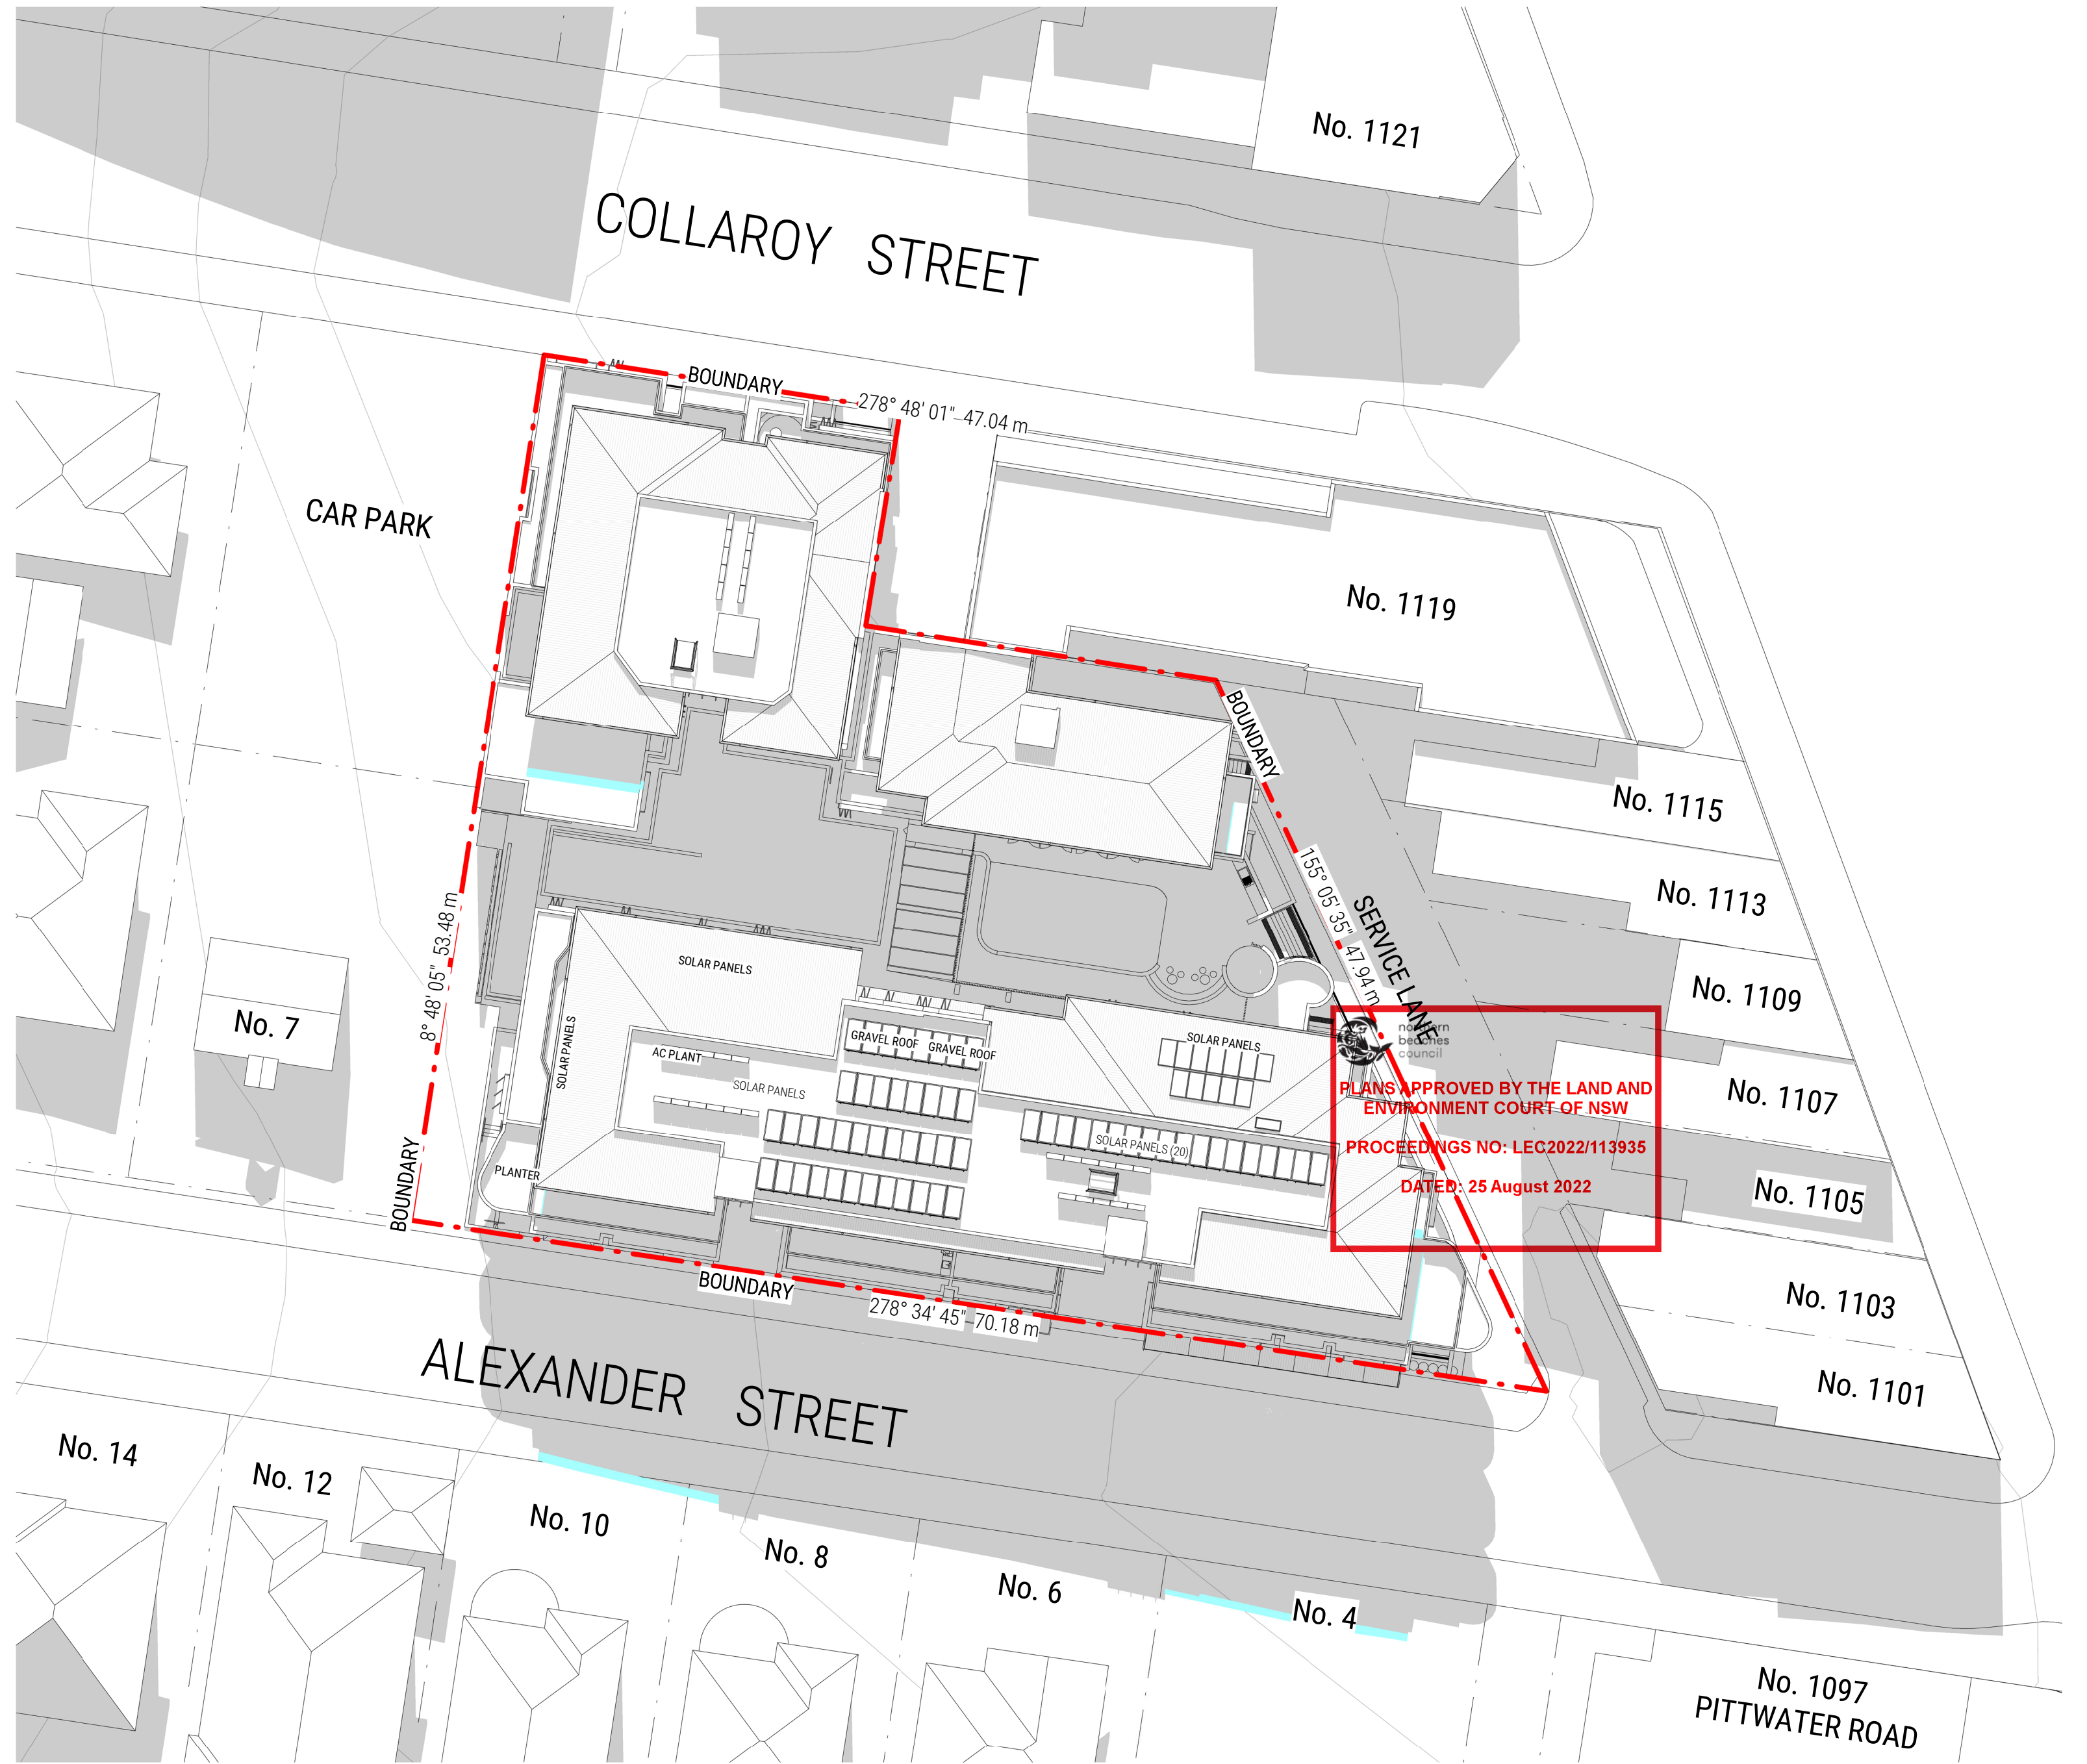 No. 1121
COLLAROY STREET
BOUNDARY
278° 48' 01" 47.04 m
CAR PARK
No. 1119
BOUNDARY
No. 1115
155° 05' 35" 47.94 m
SERVICE LANE
No. 1113
8° 48' 05" 53.48 m
SOLAR PANELS
No. 1109
No. 7
SOLAR PANELS
AC PLANT
GRAVEL ROOF
GRAVEL ROOF
SOLAR PANELS
SOLAR PANELS
SOLAR PANELS (20)
northern
beaches
council
PLANS APPROVED BY THE LAND AND
ENVIRONMENT COURT OF NSW
PROCEEDINGS NO: LEC2022/113935
DATED: 25 August 2022
No. 1107
No. 1105
BOUNDARY
PLANTER
BOUNDARY
278° 34' 45" 70.18 m
No. 1103
No. 1101
ALEXANDER STREET
No. 14
No. 12
No. 10
No. 8
No. 6
No. 4
No. 1097
PITTWATER ROAD